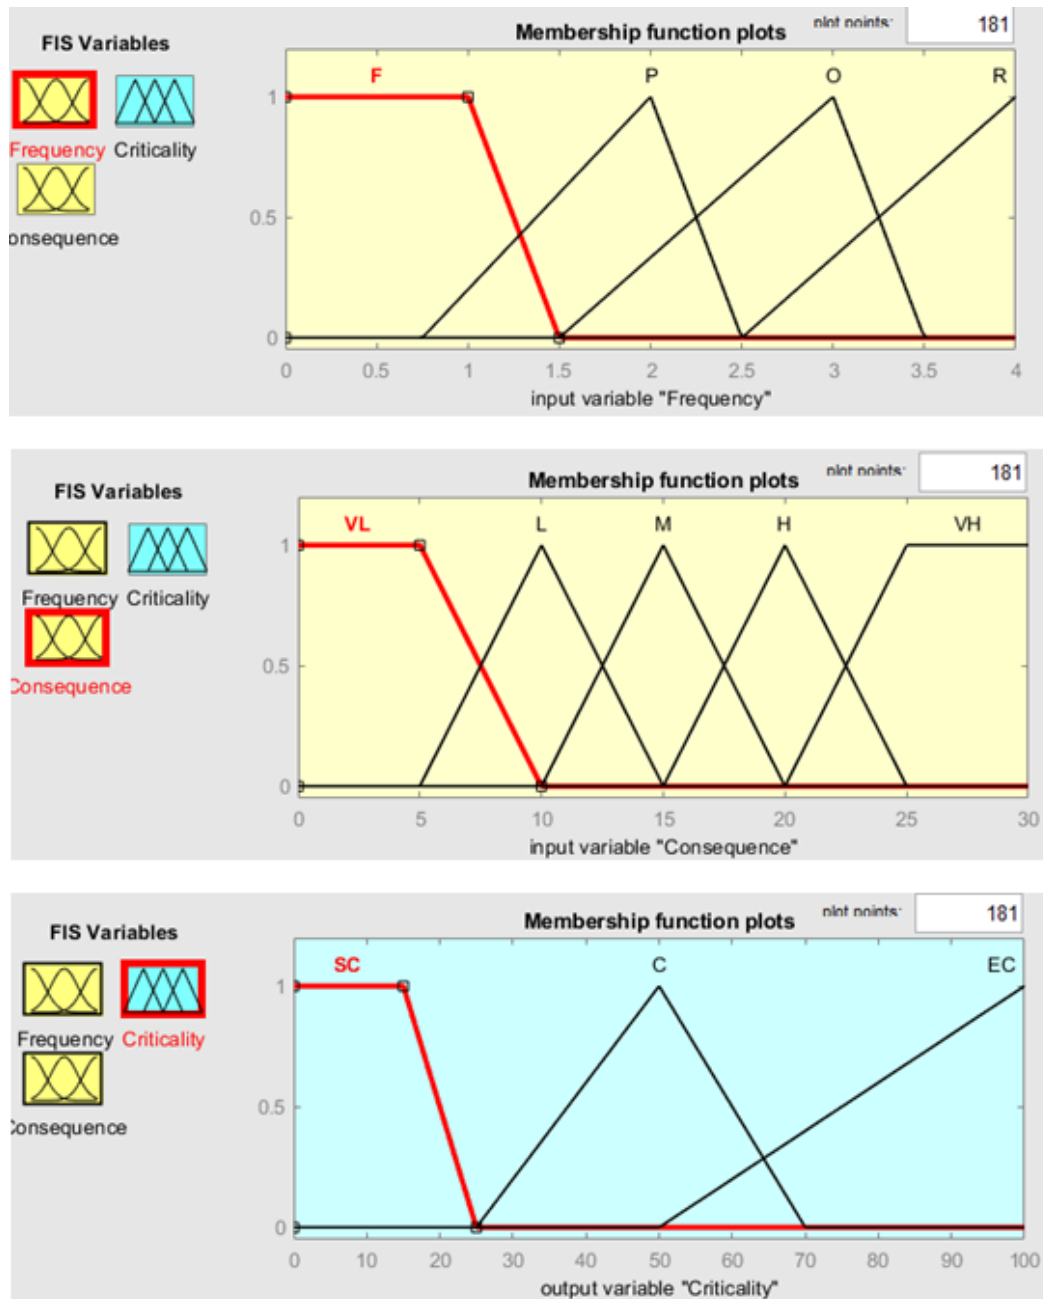 Membership function plots
plot points:
181
FIS Variables
F
P
O
R
Frequency
Criticality
onsequence
1
0.5
0
0
0.5
1
1.5
2
2.5
3
3.5
4
input variable "Frequency"
Membership function plots
plot points:
181
FIS Variables
VL
L
M
H
VH
Frequency
Criticality
Consequence
1
0.5
0
0
5
10
15
20
25
30
input variable "Consequence"
Membership function plots
plot points:
181
FIS Variables
SC
C
EC
Frequency
Criticality
Consequence
1
0.5
0
0
10
20
30
40
50
60
70
80
90
100
output variable "Criticality"